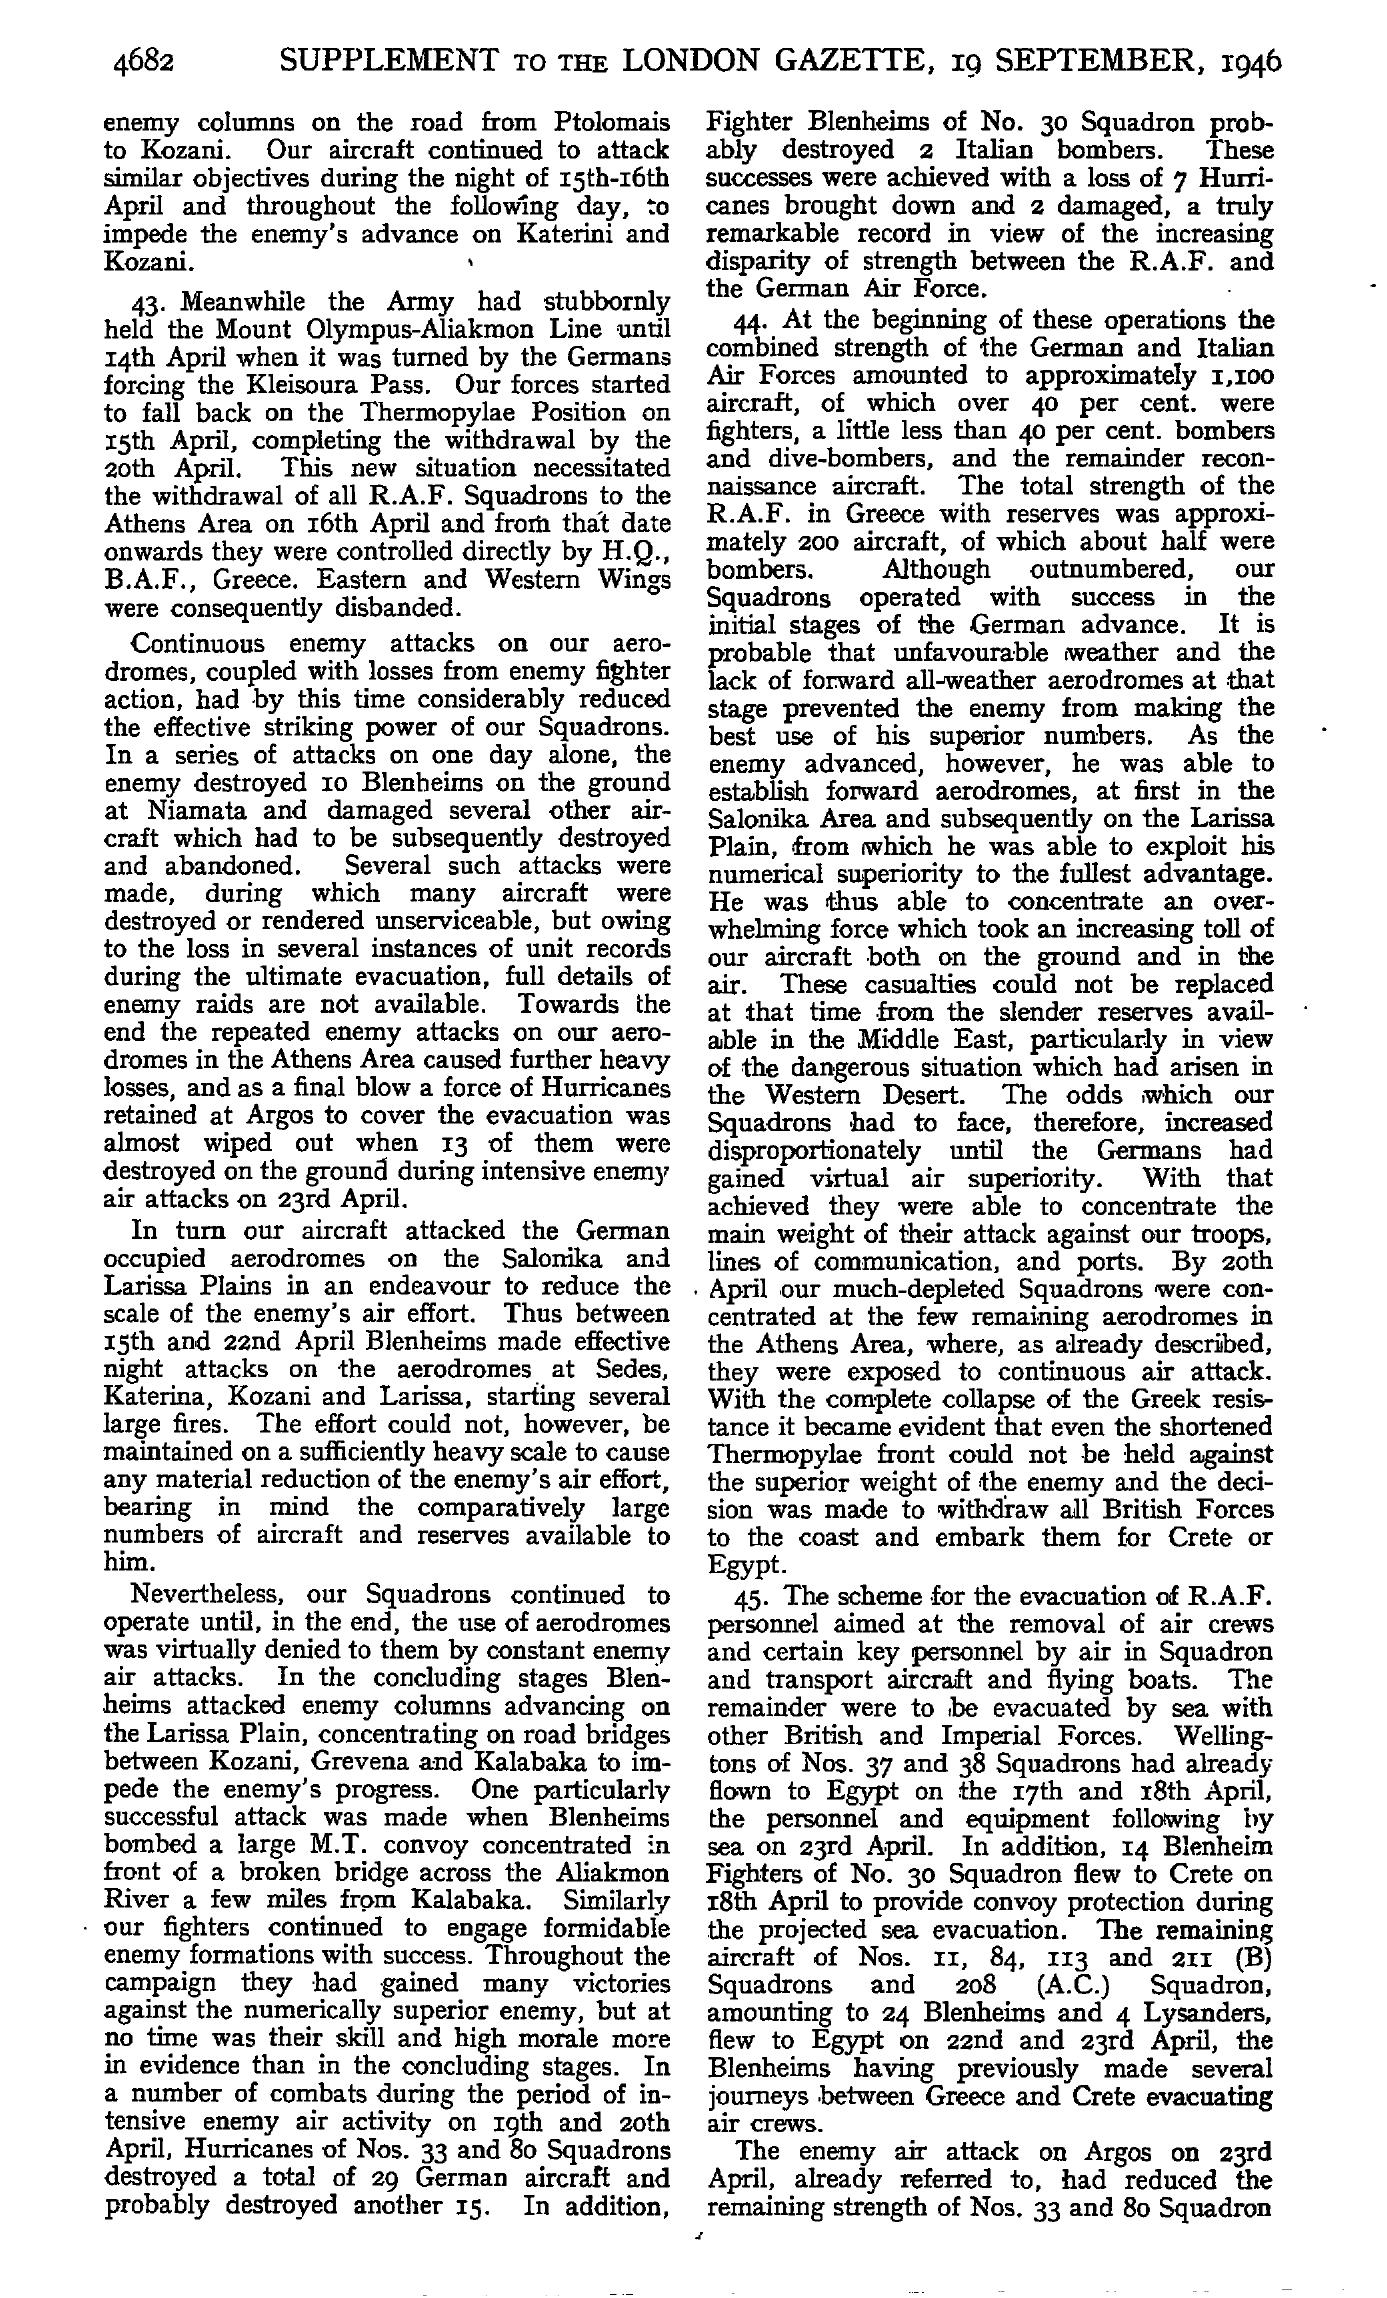 4682 SUPPLEMENT TO THE LONDON GAZETTE, 19 SEPTEMBER, 1946
enemy columns on the road from Ptolomais
to Kozani. Our aircraft continued to attack
similar objectives during the night of 15th-16th
April and throughout the following day, to
impede the enemy's advance on Katerini and
Kozani.
43. Meanwhile the Army had stubbornly
held the Mount Olympus-Aliakmon Line until
14th April when it was turned by the Germans
forcing the Kleisoura Pass. Our forces started
to fall back on the Thermopylae Position on
15th April, completing the withdrawal by the
20th April. This new situation necessitated
the withdrawal of all R.A.F. Squadrons to the
Athens Area on 16th April and from that date
onwards they were controlled directly by H.Q.,
B.A.F., Greece. Eastern and Western Wings
were consequently disbanded.
Continuous enemy attacks on our aero-
dromes, coupled with losses from enemy fighter
action, had by this time considerably reduced
the effective striking power of our Squadrons.
In a series of attacks on one day alone, the
enemy destroyed 10 Blenheims on the ground
at Niamata and damaged several other air-
craft which had to be subsequently destroyed
and abandoned. Several such attacks were
made, during which many aircraft were
destroyed or rendered unserviceable, but owing
to the loss in several instances of unit records
during the ultimate evacuation, full details of
enemy raids are not available. Towards the
end the repeated enemy attacks on our aero-
dromes in the Athens Area caused further heavy
losses, and as a final blow a force of Hurricanes
retained at Argos to cover the evacuation was
almost wiped out when 13 of them were
destroyed on the ground during intensive enemy
air attacks on 23rd April.
In turn our aircraft attacked the German
occupied aerodromes on the Salonika and
Larissa Plains in an endeavour to reduce the
scale of the enemy's air effort. Thus between
15th and 22nd April Blenheims made effective
night attacks on the aerodromes at Sedes,
Katerina, Kozani and Larissa, starting several
large fires. The effort could not, however, be
maintained on a sufficiently heavy scale to cause
any material reduction of the enemy's air effort,
bearing in mind the comparatively large
numbers of aircraft and reserves available to
him.
Nevertheless, our Squadrons continued to
operate until, in the end, the use of aerodromes
was virtually denied to them by constant enemy
air attacks. In the concluding stages Blen-
heims attacked enemy columns advancing on
the Larissa Plain, concentrating on road bridges
between Kozani, Grevena and Kalabaka to im-
pede the enemy's progress. One particularly
successful attack was made when Blenheims
bombed a large M.T. convoy concentrated in
front of a broken bridge across the Aliakmon
River a few miles from Kalabaka. Similarly
our fighters continued to engage formidable
enemy formations with success. Throughout the
campaign they had gained many victories
against the numerically superior enemy, but at
no time was their skill and high morale more
in evidence than in the concluding stages. In
a number of combats during the period of in-
tensive enemy air activity on 19th and 20th
April, Hurricanes of Nos. 33 and 80 Squadrons
destroyed a total of 29 German aircraft and
probably destroyed another 15. In addition,
Fighter Blenheims of No. 30 Squadron prob-
ably destroyed 2 Italian bombers. These
successes were achieved with a loss of 7 Hurri-
canes brought down and 2 damaged, a truly
remarkable record in view of the increasing
disparity of strength between the R.A.F. and
the German Air Force.
44. At the beginning of these operations the
combined strength of the German and Italian
Air Forces amounted to approximately 1,100
aircraft, of which over 40 per cent. were
fighters, a little less than 40 per cent. bombers
and dive-bombers, and the remainder recon-
naissance aircraft. The total strength of the
R.A.F. in Greece with reserves was approxi-
mately 200 aircraft, of which about half were
bombers. Although outnumbered, our
Squadrons operated with success in the
initial stages of the German advance. It is
probable that unfavourable weather and the
lack of forward all-weather aerodromes at that
stage prevented the enemy from making the
best use of his superior numbers. As the
enemy advanced, however, he was able to
establish forward aerodromes, at first in the
Salonika Area and subsequently on the Larissa
Plain, from which he was able to exploit his
numerical superiority to the fullest advantage.
He was thus able to concentrate an over-
whelming force which took an increasing toll of
our aircraft both on the ground and in the
air. These casualties could not be replaced
at that time from the slender reserves avail-
able in the Middle East, particularly in view
of the dangerous situation which had arisen in
the Western Desert. The odds which our
Squadrons had to face, therefore, increased
disproportionately until the Germans had
gained virtual air superiority. With that
achieved they were able to concentrate the
main weight of their attack against our troops,
lines of communication, and ports. By 20th
April our much-depleted Squadrons were con-
centrated at the few remaining aerodromes in
the Athens Area, where, as already described,
they were exposed to continuous air attack.
With the complete collapse of the Greek resis-
tance it became evident that even the shortened
Thermopylae front could not be held against
the superior weight of the enemy and the deci-
sion was made to withdraw all British Forces
to the coast and embark them for Crete or
Egypt.
45. The scheme for the evacuation of R.A.F.
personnel aimed at the removal of air crews
and certain key personnel by air in Squadron
and transport aircraft and flying boats. The
remainder were to be evacuated by sea with
other British and Imperial Forces. Welling-
tons of Nos. 37 and 38 Squadrons had already
flown to Egypt on the 17th and 18th April,
the personnel and equipment following by
sea on 23rd April. In addition, 14 Blenheim
Fighters of No. 30 Squadron flew to Crete on
18th April to provide convoy protection during
the projected sea evacuation. The remaining
aircraft of Nos. 11, 84, 113 and 211 (B)
Squadrons and 208 (A.C.) Squadron,
amounting to 24 Blenheims and 4 Lysanders,
flew to Egypt on 22nd and 23rd April, the
Blenheims having previously made several
journeys between Greece and Crete evacuating
air crews.
The enemy air attack on Argos on 23rd
April, already referred to, had reduced the
remaining strength of Nos. 33 and 80 Squadron